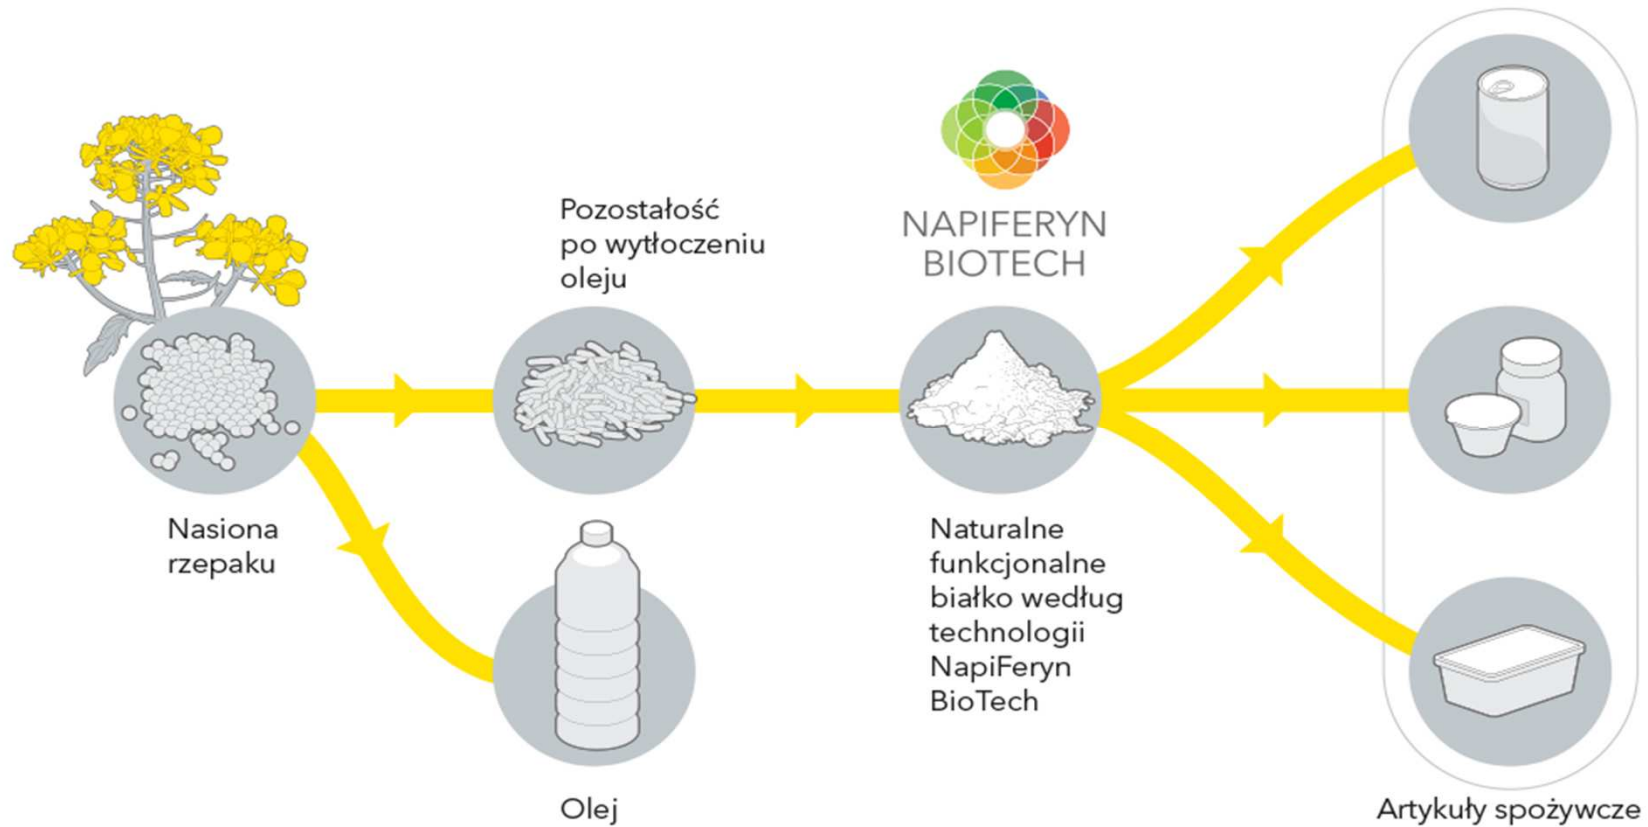 Pozostałość
po wytłoczeniu
oleju
NAPIFERYN
BIOTECH
Nasiona
rzepaku
Naturalne
funkcjonalne
białko według
technologii
NapiFeryn
BioTech
Olej
Artykuły spożywcze